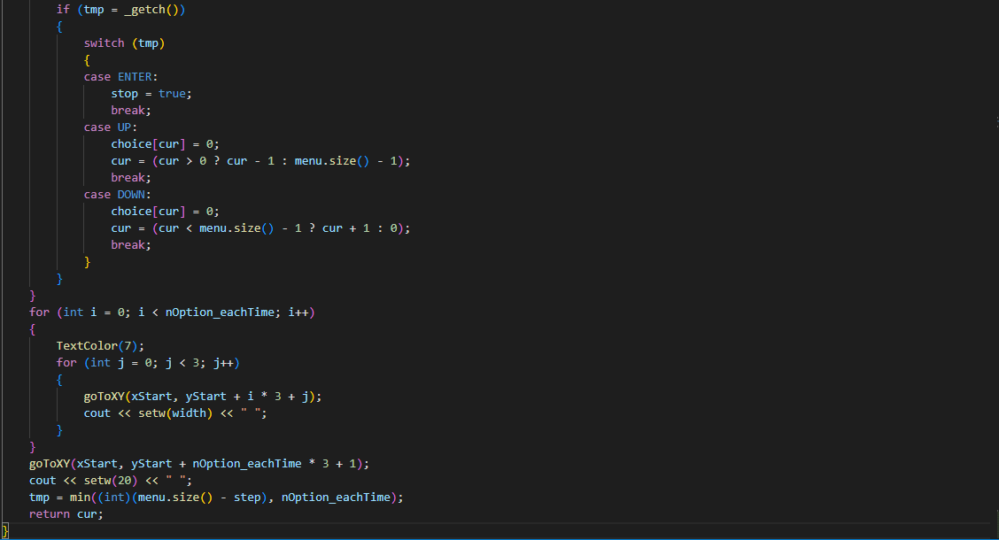 if (tmp = _getch())
        {
            switch (tmp)
            {
            case ENTER:
                stop = true;
                break;
            case UP:
                choice[cur] = 0;
                cur = (cur > 0 ? cur - 1 : menu.size() - 1);
                break;
            case DOWN:
                choice[cur] = 0;
                cur = (cur < menu.size() - 1 ? cur + 1 : 0);
                break;
            }
        }
    }
    for (int i = 0; i < nOption_eachTime; i++)
    {
        TextColor(7);
        for (int j = 0; j < 3; j++)
        {
            goToXY(xStart, yStart + i * 3 + j);
            cout << setw(width) << " ";
        }
    }
    goToXY(xStart, yStart + nOption_eachTime * 3 + 1);
    cout << setw(20) << " ";
    tmp = min((int)(menu.size() - step), nOption_eachTime);
    return cur;
}